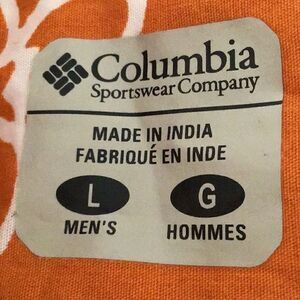 Columbia
Sportswear Company
MADE IN INDIA
FABRIQUÉ EN INDE
L G
MEN'S HOMMES